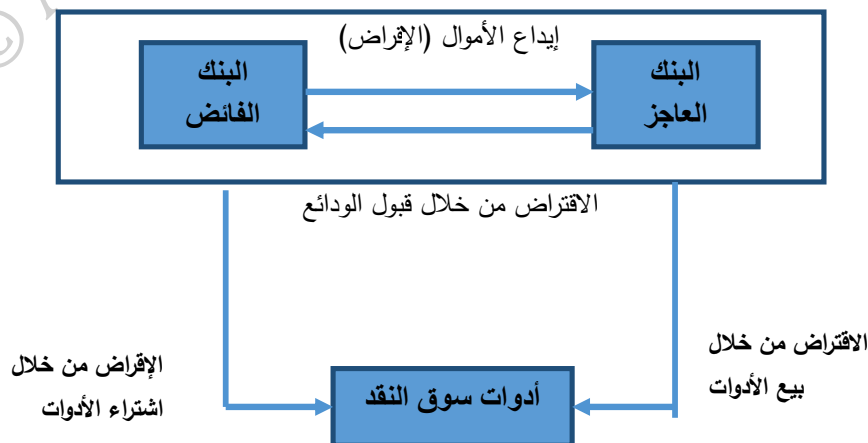 إيداع الأموال (الإقراض)
البنك
العاجز
البنك
الفائض
الاقتراض من خلال قبول الودائع
الاقتراض من خلال
بيع الأدوات
الإقراض من خلال
اشتراء الأدوات
أدوات سوق النقد